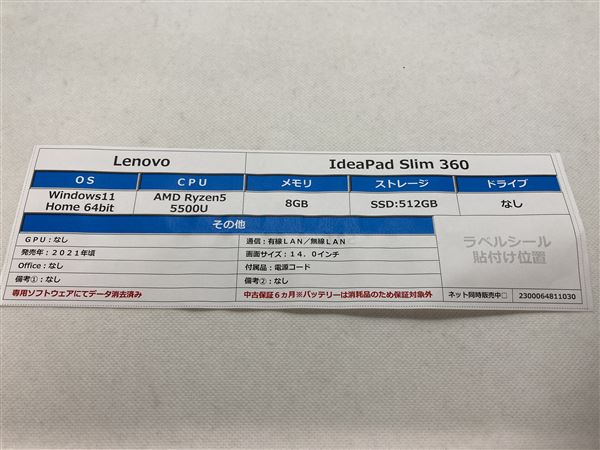 Lenovo IdeaPad Slim 360
OS CPU メモリ ストレージ ドライブ
Windows11 Home 64bit AMD Ryzen5 5500U 8GB SSD:512GB なし
その他
GPU:なし 通信:有線LAN/無線LAN
発売年:2021年頃 画面サイズ:14.0インチ
Office:なし 付属品:電源コード
備考①:なし 備考②:なし
ラベルシール
貼付け位置
専用ソフトウェアにてデータ消去済み 中古保証6ヵ月※バッテリーは消耗品のため保証対象外 ネット同時販売中□ 2300064811030